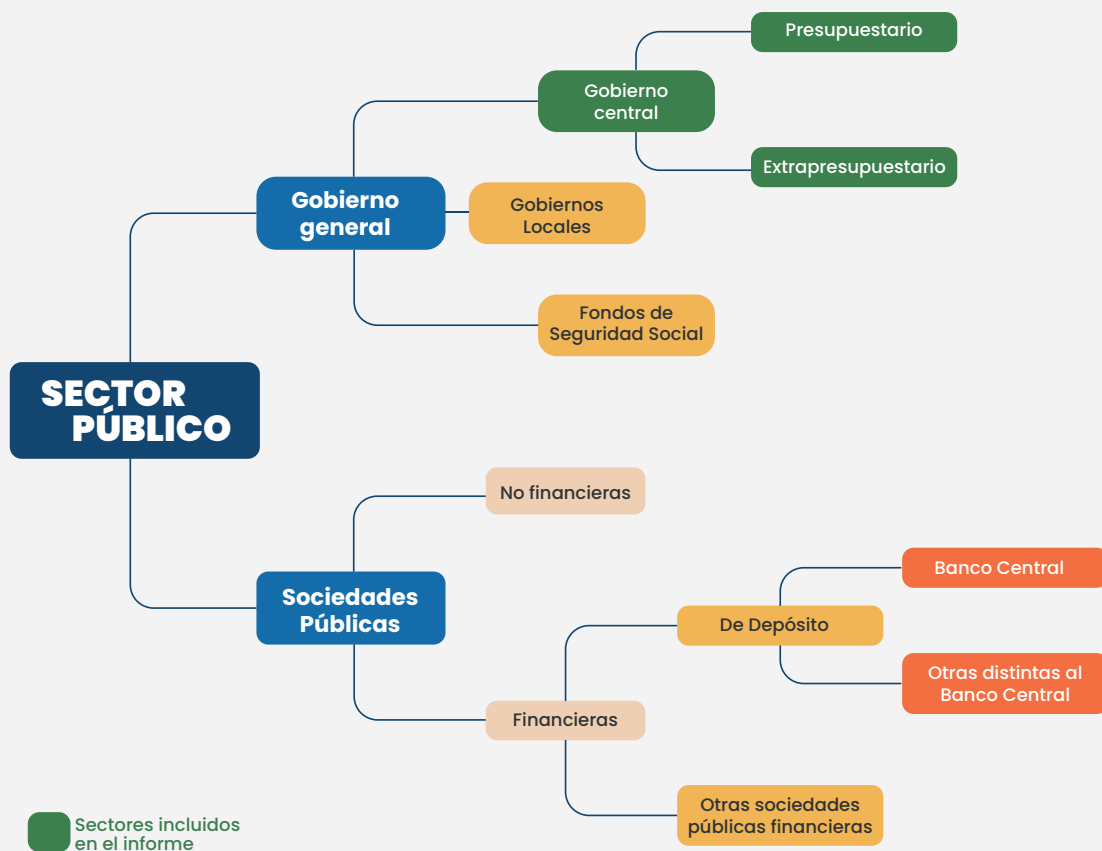 Presupuestario
Gobierno
central
Extrapresupuestario
Gobierno
general
Gobiernos
Locales
Fondos de
Seguridad Social
SECTOR
PÚBLICO
No financieras
Sociedades
Públicas
Banco Central
De Depósito
Otras distintas al
Banco Central
Financieras
Otras sociedades
públicas financieras
Sectores incluidos
en el informe